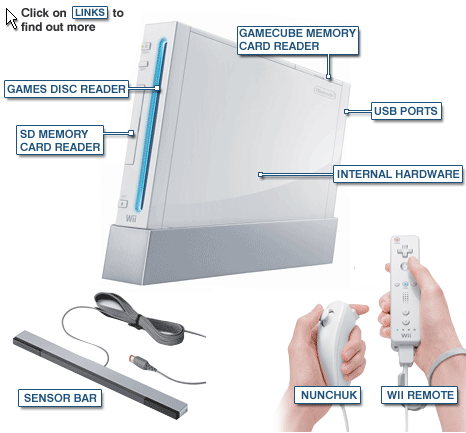 Click on LINKS to
find out more
GAMECUBE MEMORY
CARD READER
GAMES DISC READER
USB PORTS
SD MEMORY
CARD READER
INTERNAL HARDWARE
Wii
Wii
SENSOR BAR
NUNCHUK
WII REMOTE